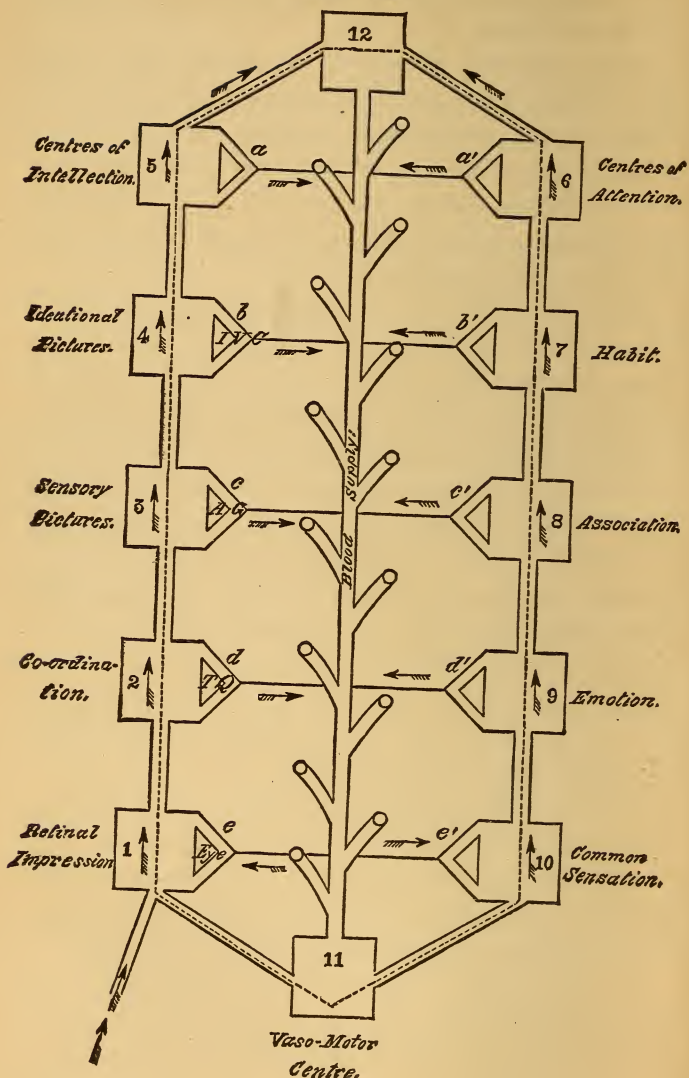 12
Centres of
Intellection.
5
a
a'
6
Centres of
Attention.
Ideational
Pictures.
4
b
I V C
b'
7
Habit.
Sensory
Pictures.
3
c
A G
c'
8
Association.
Blood Supply:
Co-ordina-
tion.
2
d
d'
9
Emotion.
Retinal
Impression
1
e
Eye
e'
10
Common
Sensation.
11
Vaso-Motor
Centre.